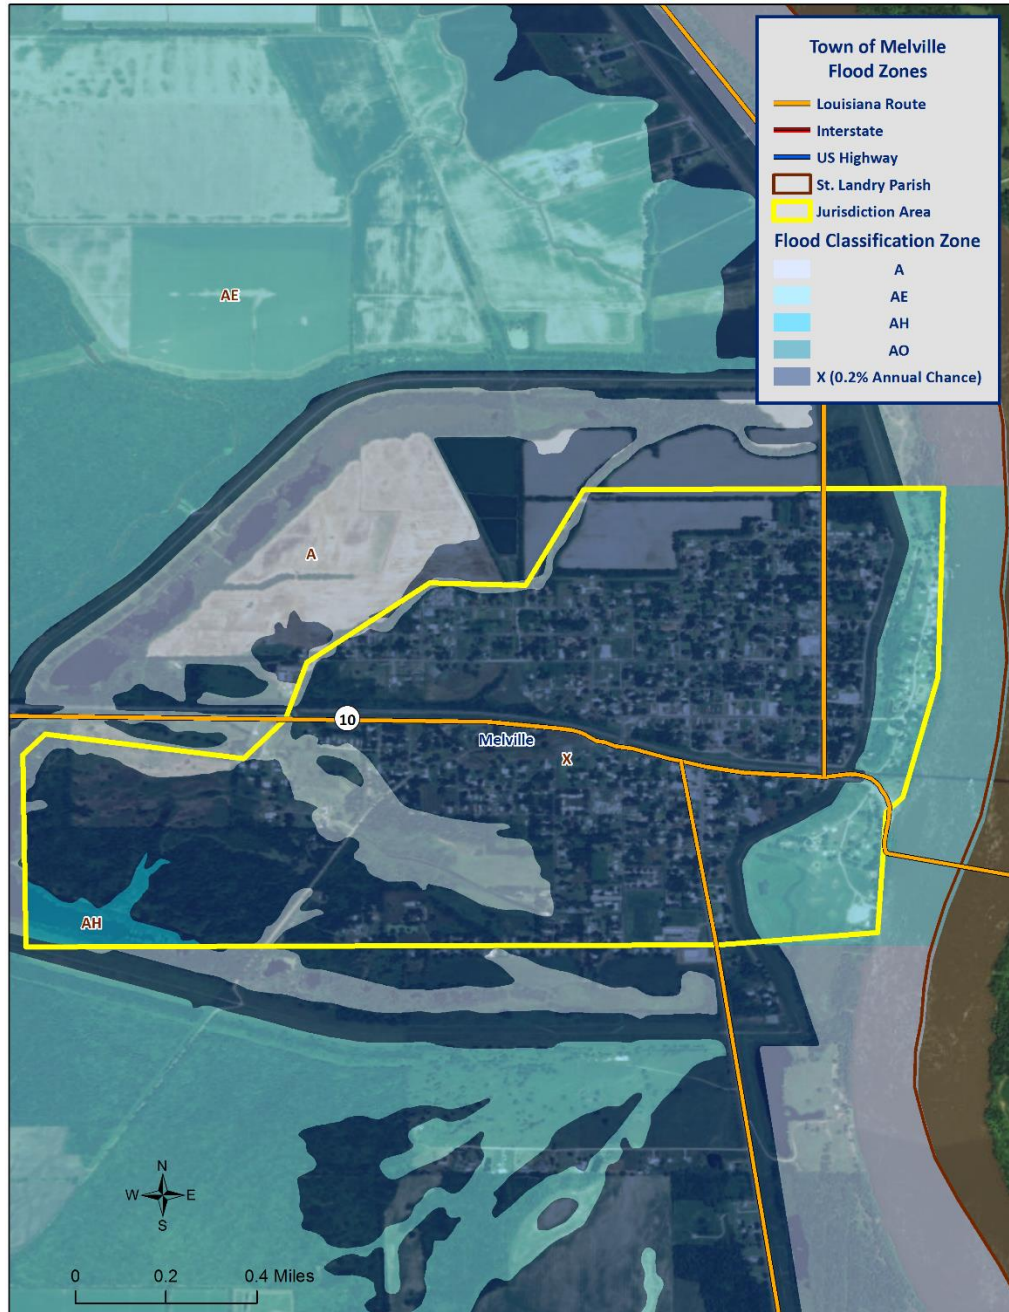 Town of Melville
Flood Zones
Louisiana Route
Interstate
US Highway
St. Landry Parish
Jurisdiction Area
Flood Classification Zone
A
AE
AH
AO
X (0.2% Annual Chance)
AE
A
10
Melville
X
AH
N
W E
S
0 0.2 0.4 Miles